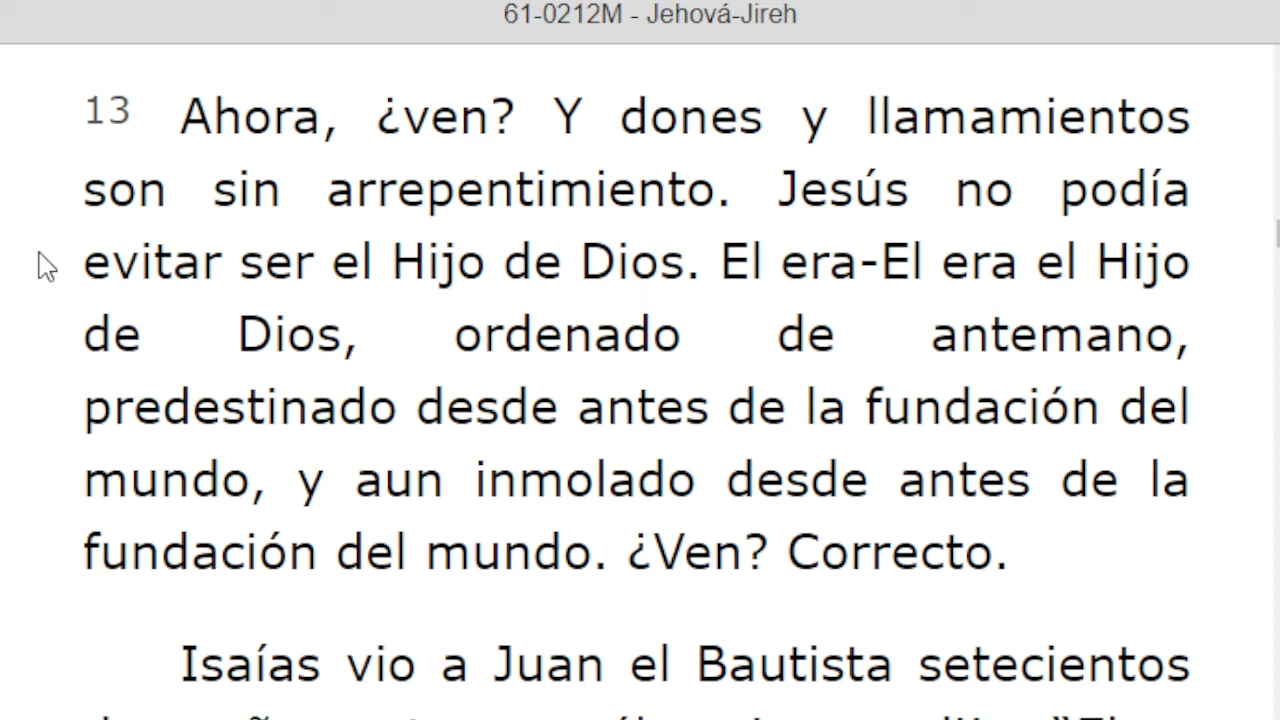 61-0212M - Jehová-Jireh
13 Ahora, ¿ven? Y dones y llamamientos
son sin arrepentimiento. Jesús no podía
evitar ser el Hijo de Dios. El era-El era el Hijo
de Dios, ordenado de antemano,
predestinado desde antes de la fundación del
mundo, y aun inmolado desde antes de la
fundación del mundo. ¿Ven? Correcto.
Isaías vio a Juan el Bautista setecientos